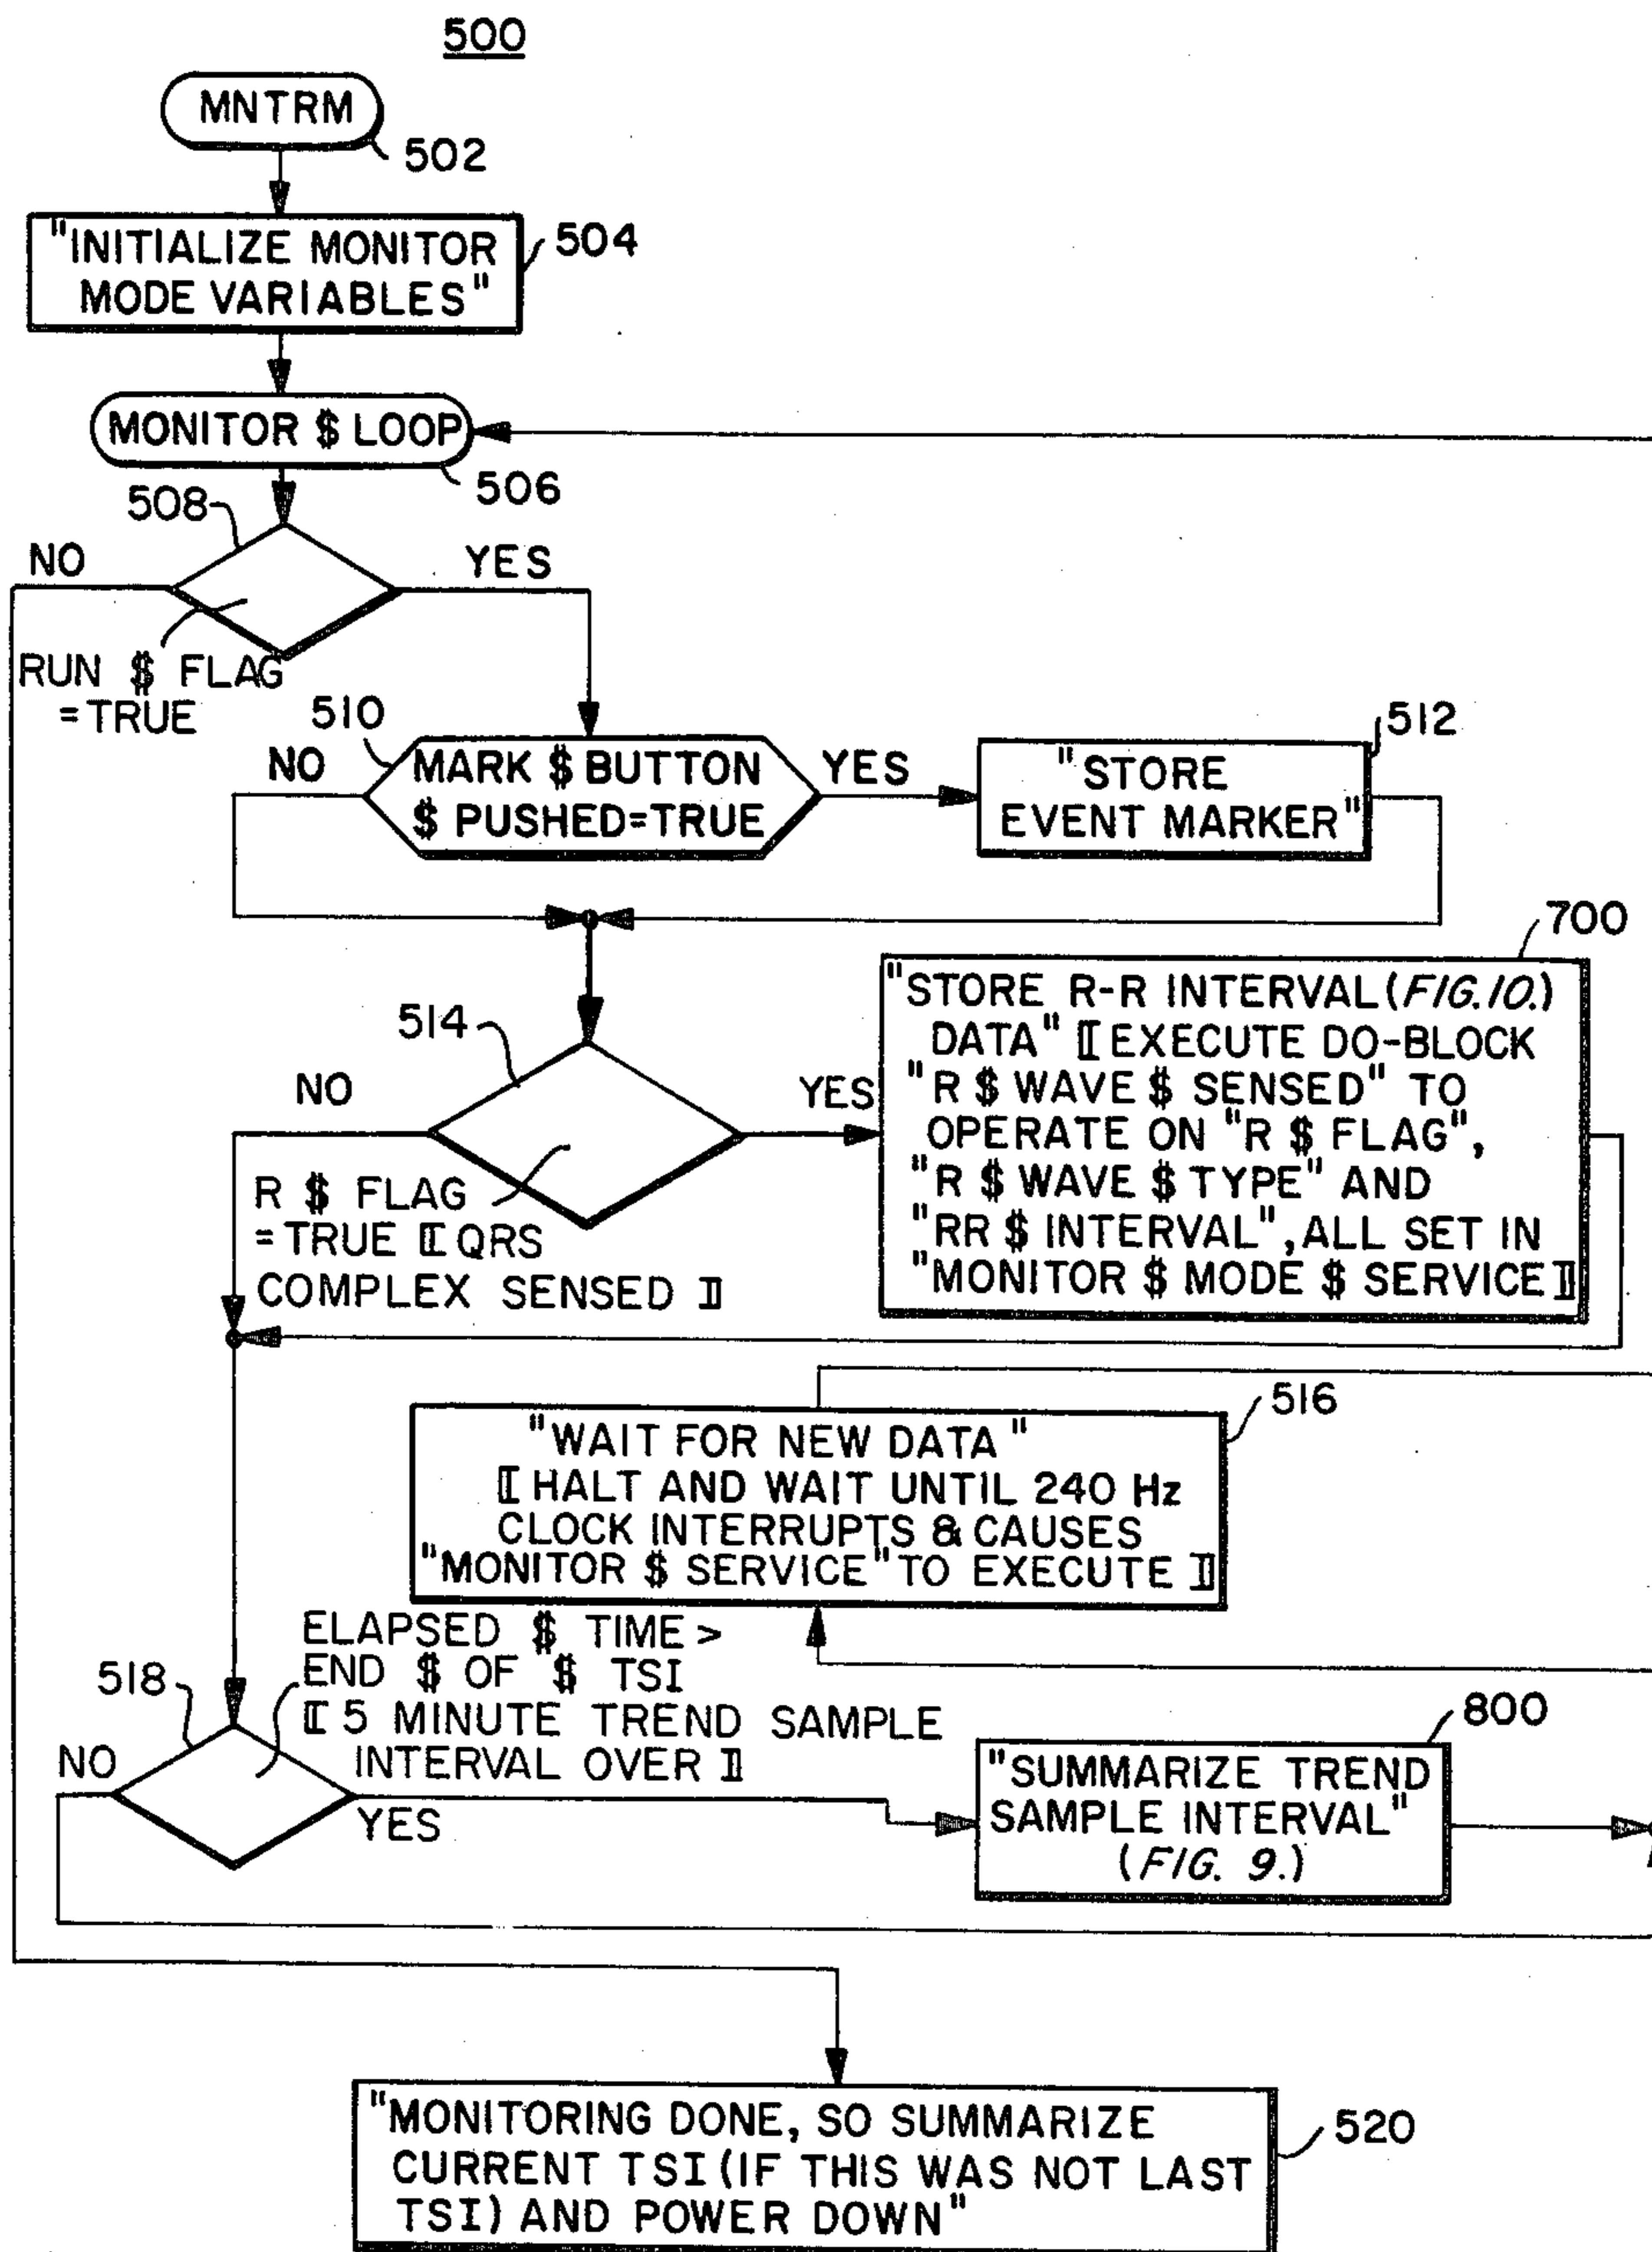 500
MNTRM
502
"INITIALIZE MONITOR
MODE VARIABLES"
504
MONITOR $ LOOP
506
508
NO
YES
RUN $ FLAG
=TRUE
510
NO
MARK $ BUTTON
$ PUSHED=TRUE
YES
"STORE
EVENT MARKER"
512
514
NO
YES
R $ FLAG
=TRUE ⟦ QRS
COMPLEX SENSED ⟧
700
"STORE R-R INTERVAL (FIG.10.)
DATA" ⟦ EXECUTE DO-BLOCK
"R $ WAVE $ SENSED" TO
OPERATE ON "R $ FLAG",
"R $ WAVE $ TYPE" AND
"RR $ INTERVAL", ALL SET IN
"MONITOR $ MODE $ SERVICE ⟧
516
"WAIT FOR NEW DATA"
⟦ HALT AND WAIT UNTIL 240 Hz
CLOCK INTERRUPTS & CAUSES
"MONITOR $ SERVICE" TO EXECUTE ⟧
518
ELAPSED $ TIME >
END $ OF $ TSI
⟦ 5 MINUTE TREND SAMPLE
INTERVAL OVER ⟧
NO
YES
800
"SUMMARIZE TREND
SAMPLE INTERVAL"
(FIG. 9.)
"MONITORING DONE, SO SUMMARIZE
CURRENT TSI (IF THIS WAS NOT LAST
TSI) AND POWER DOWN"
520